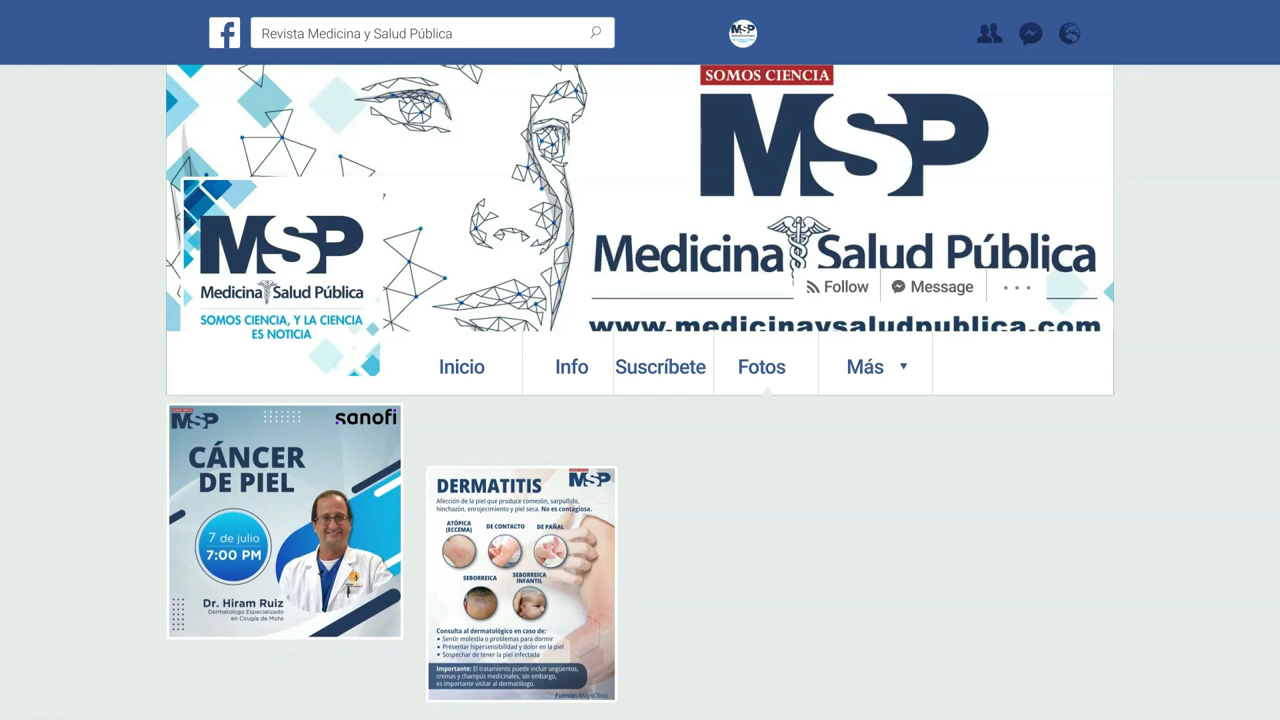 Revista Medicina y Salud Pública
MSP
SOMOS CIENCIA
MSP
Medicina Salud Pública
www.medicinaysaludpublica.com
MSP
Medicina Salud Pública
SOMOS CIENCIA, Y LA CIENCIA
ES NOTICIA
Follow
Message
Inicio
Info
Suscríbete
Fotos
Más
MSP
sanofi
CÁNCER
DE PIEL
7 de julio
7:00 PM
Dr. Hiram Ruiz
Dermatólogo Especializado
en Cirugía de Mohs
MSP
DERMATITIS
Afección de la piel que produce comezón, sarpullido,
hinchazón, enrojecimiento y piel seca. No es contagiosa.
ATÓPICA
(ECCEMA)
DE CONTACTO
DE PAÑAL
SEBORREICA
SEBORREICA
INFANTIL
Consulta al dermatológico en caso de:
• Sentir molestia o problemas para dormir
• Presentar hipersensibilidad y dolor en la piel
• Sospechar de tener la piel infectada
Importante: El tratamiento puede incluir ungüentos,
cremas y champús medicinales, sin embargo,
es importante visitar al dermatólogo.
Fuente: MayoClinic